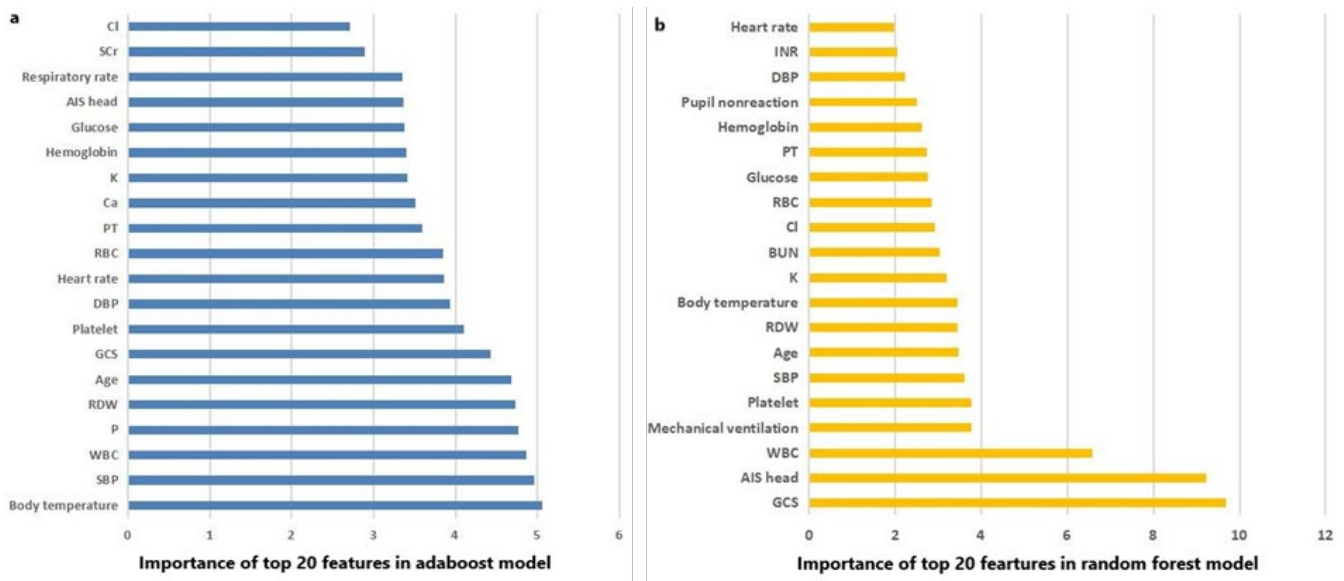 a
Cl
SCr
Respiratory rate
AIS head
Glucose
Hemoglobin
K
Ca
PT
RBC
Heart rate
DBP
Platelet
GCS
Age
RDW
P
WBC
SBP
Body temperature
0 1 2 3 4 5 6
Importance of top 20 features in adaboost model
b
Heart rate
INR
DBP
Pupil nonreaction
Hemoglobin
PT
Glucose
RBC
Cl
BUN
K
Body temperature
RDW
Age
SBP
Platelet
Mechanical ventilation
WBC
AIS head
GCS
0 2 4 6 8 10 12
Importance of top 20 feartures in random forest model